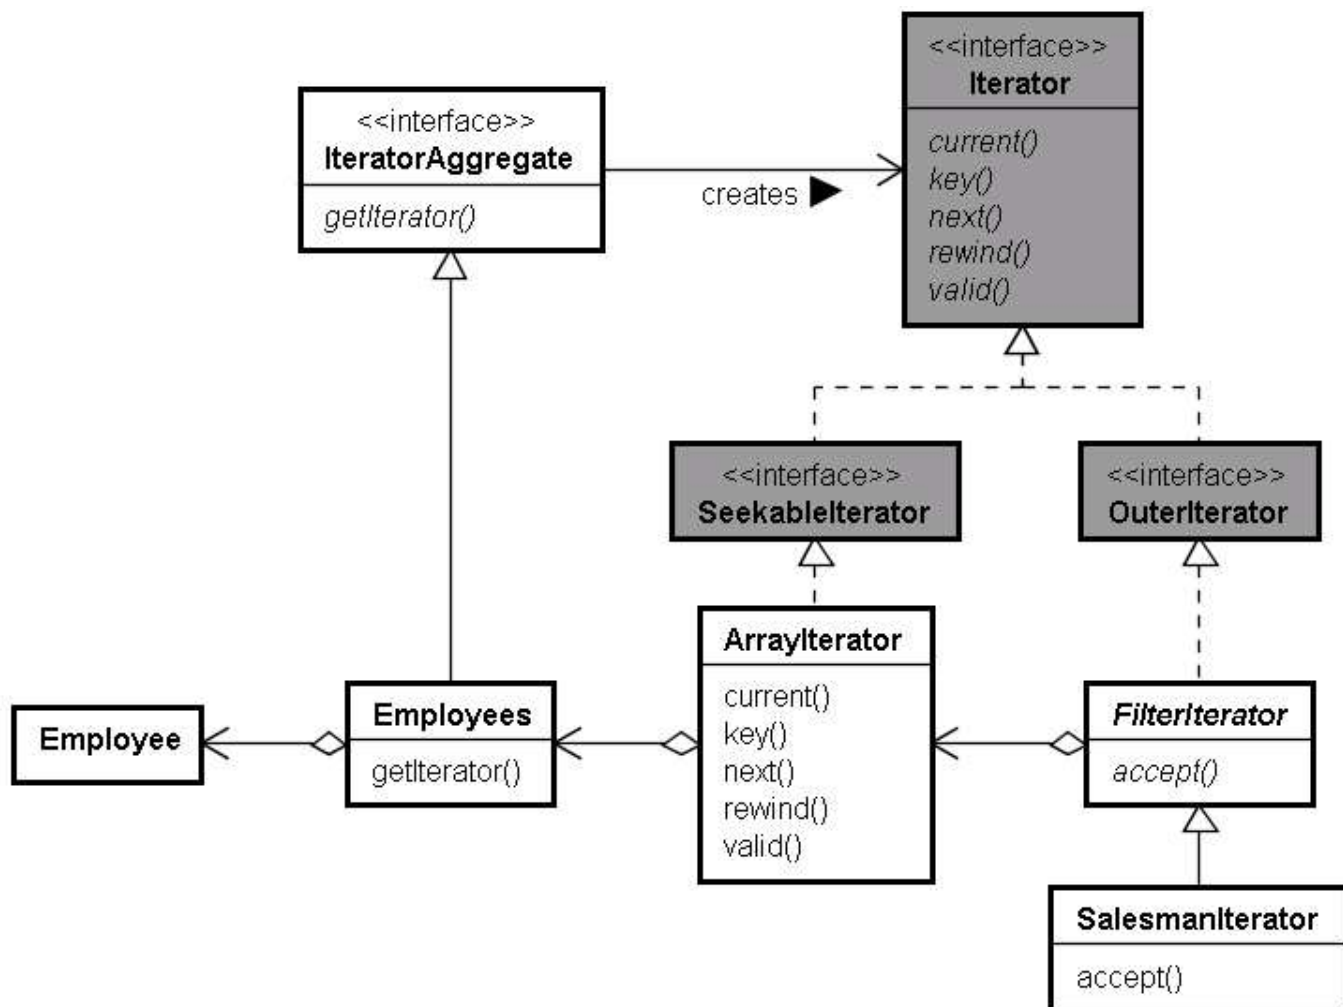 <<interface>>
Iterator
current()
key()
next()
rewind()
valid()
<<interface>>
IteratorAggregate
getIterator()
creates
<<interface>>
SeekableIterator
<<interface>>
OuterIterator
ArrayIterator
current()
key()
next()
rewind()
valid()
Employee
Employees
getIterator()
FilterIterator
accept()
SalesmanIterator
accept()